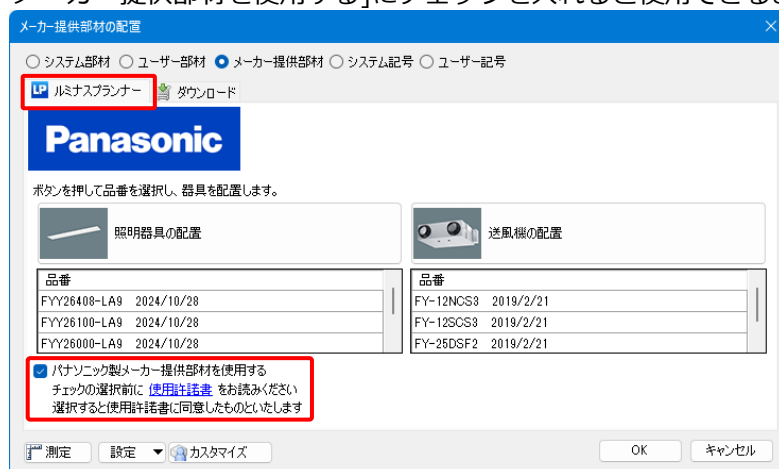 メーカー提供部材を使用する]にチェックを入れると使用できる
メーカー提供部材の配置
システム部材 ユーザー部材 メーカー提供部材 システム記号 ユーザー記号
LP ルミナスプランナー ダウンロード
Panasonic
ボタンを押して品番を選択し、器具を配置します。
照明器具の配置 送風機の配置
品番 品番
FYY26408-LA9 2024/10/28 FY-12NCS3 2019/2/21
FYY26100-LA9 2024/10/28 FY-12SCS3 2019/2/21
FYY26000-LA9 2024/10/28 FY-25DSF2 2019/2/21
パナソニック製メーカー提供部材を使用する
チェックの選択前に 使用許諾書 をお読みください
選択すると使用許諾書に同意したものといたします
測定 設定 カスタマイズ OK キャンセル